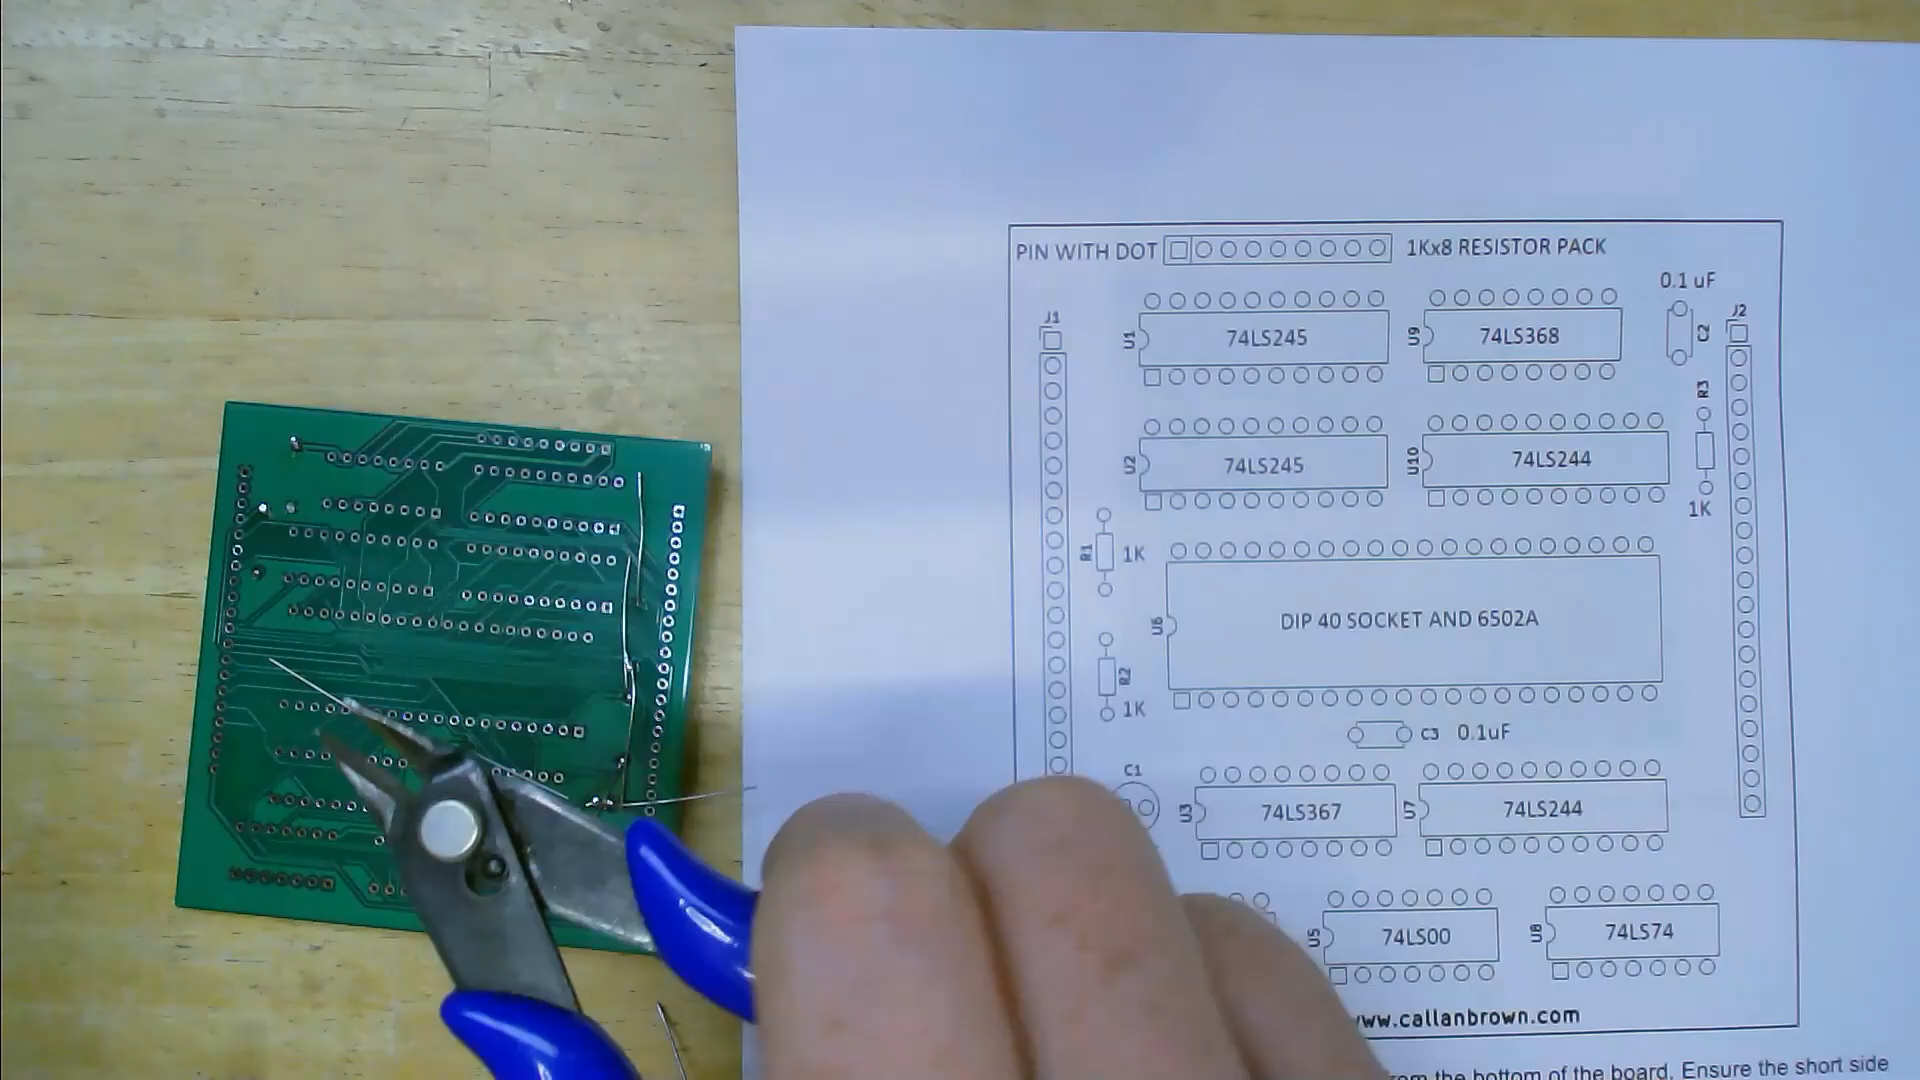 PIN WITH DOT 1Kx8 RESISTOR PACK
0.1 uF
J1
U1 74LS245
U9 74LS368
C2
J2
R3
U2 74LS245
U10 74LS244
1K
R1 1K
U6 DIP 40 SOCKET AND 6502A
R2
1K
C3 0.1uF
C1
U3 74LS367
U7 74LS244
U5 74LS00
U8 74LS74
www.callanbrown.com
the bottom of the board. Ensure the short side